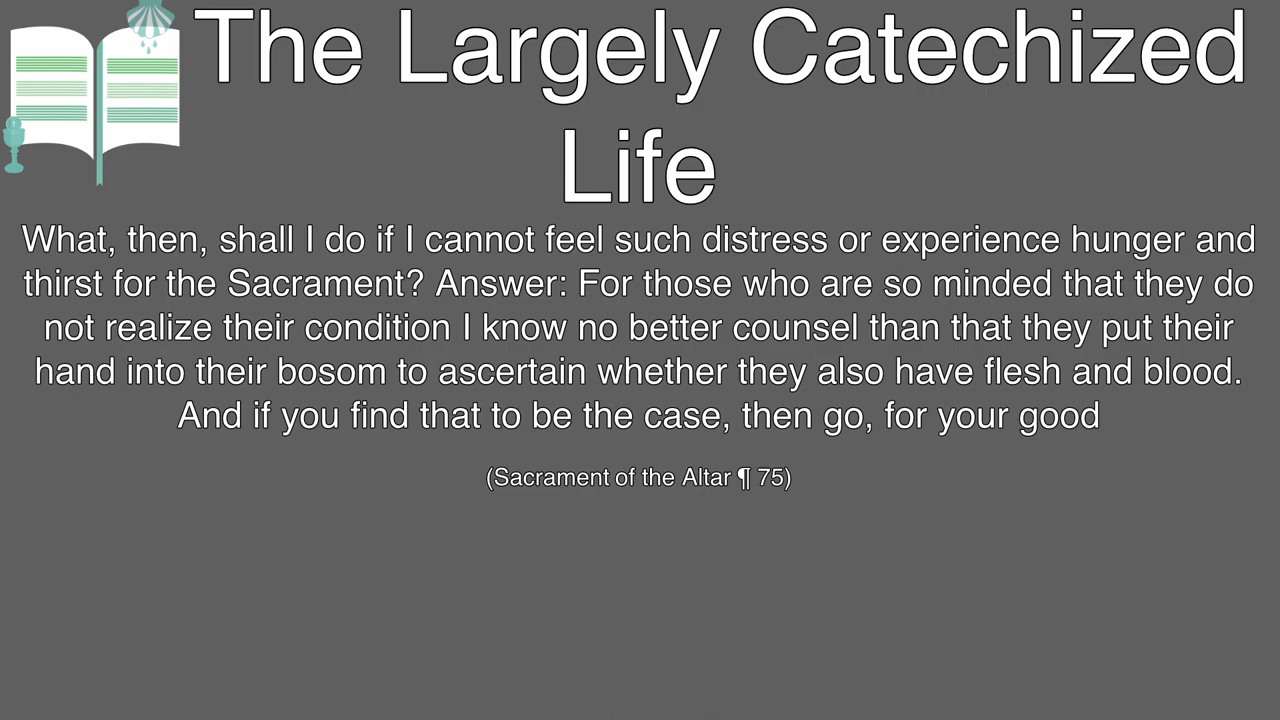 The Largely Catechized
Life
What, then, shall I do if I cannot feel such distress or experience hunger and
thirst for the Sacrament? Answer: For those who are so minded that they do
not realize their condition I know no better counsel than that they put their
hand into their bosom to ascertain whether they also have flesh and blood.
And if you find that to be the case, then go, for your good
(Sacrament of the Altar ¶ 75)